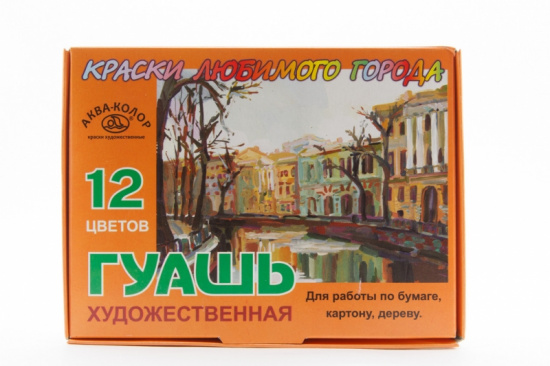 КРАСКИ ЛЮБИМОГО ГОРОДА
АКВА-КОЛОР
краски художественные
12
ЦВЕТОВ
ГУАШЬ
ХУДОЖЕСТВЕННАЯ
Для работы по бумаге,
картону, дереву.